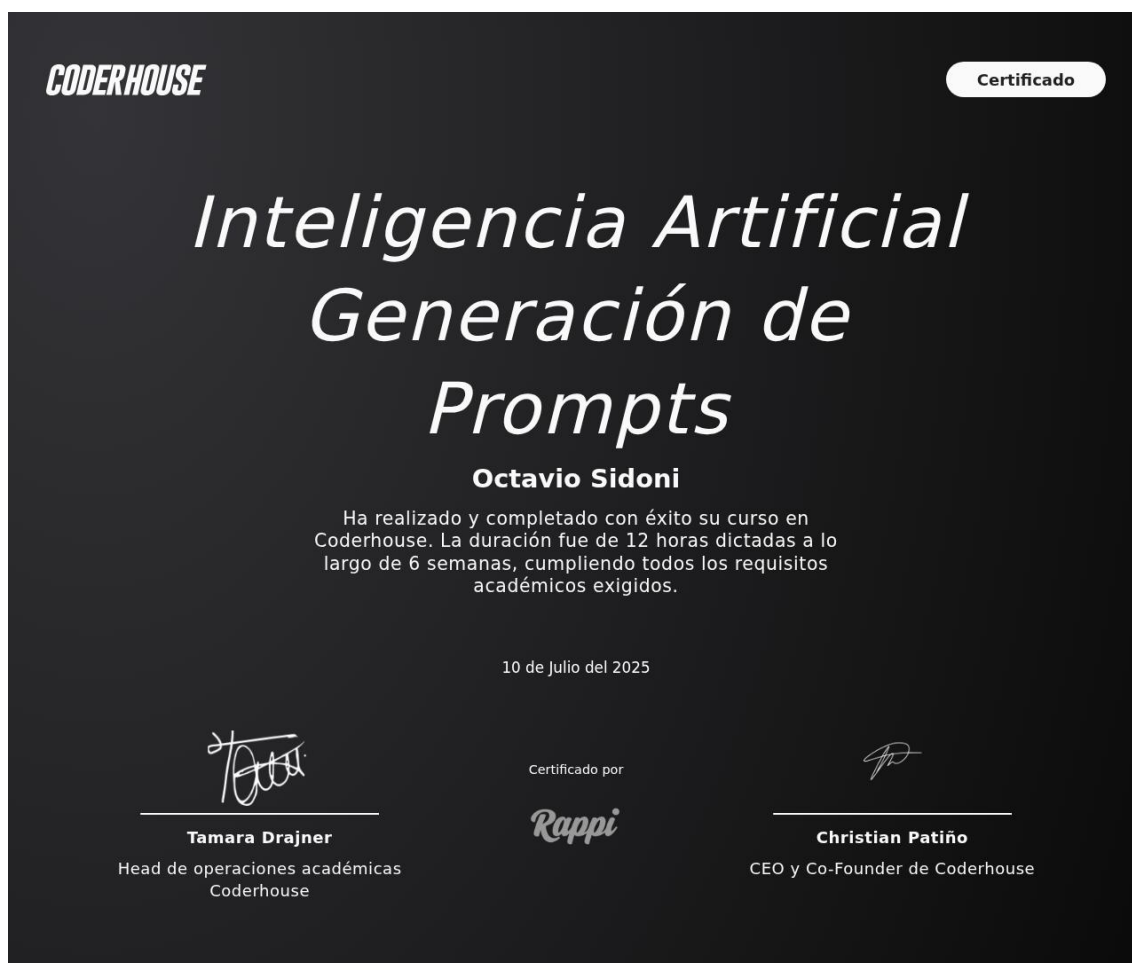 CODERHOUSE
Certificado
Inteligencia Artificial
Generación de
Prompts
Octavio Sidoni
Ha realizado y completado con éxito su curso en
Coderhouse. La duración fue de 12 horas dictadas a lo
largo de 6 semanas, cumpliendo todos los requisitos
académicos exigidos.
10 de Julio del 2025
Certificado por
Rappi
Tamara Drajner
Head de operaciones académicas
Coderhouse
Christian Patiño
CEO y Co-Founder de Coderhouse